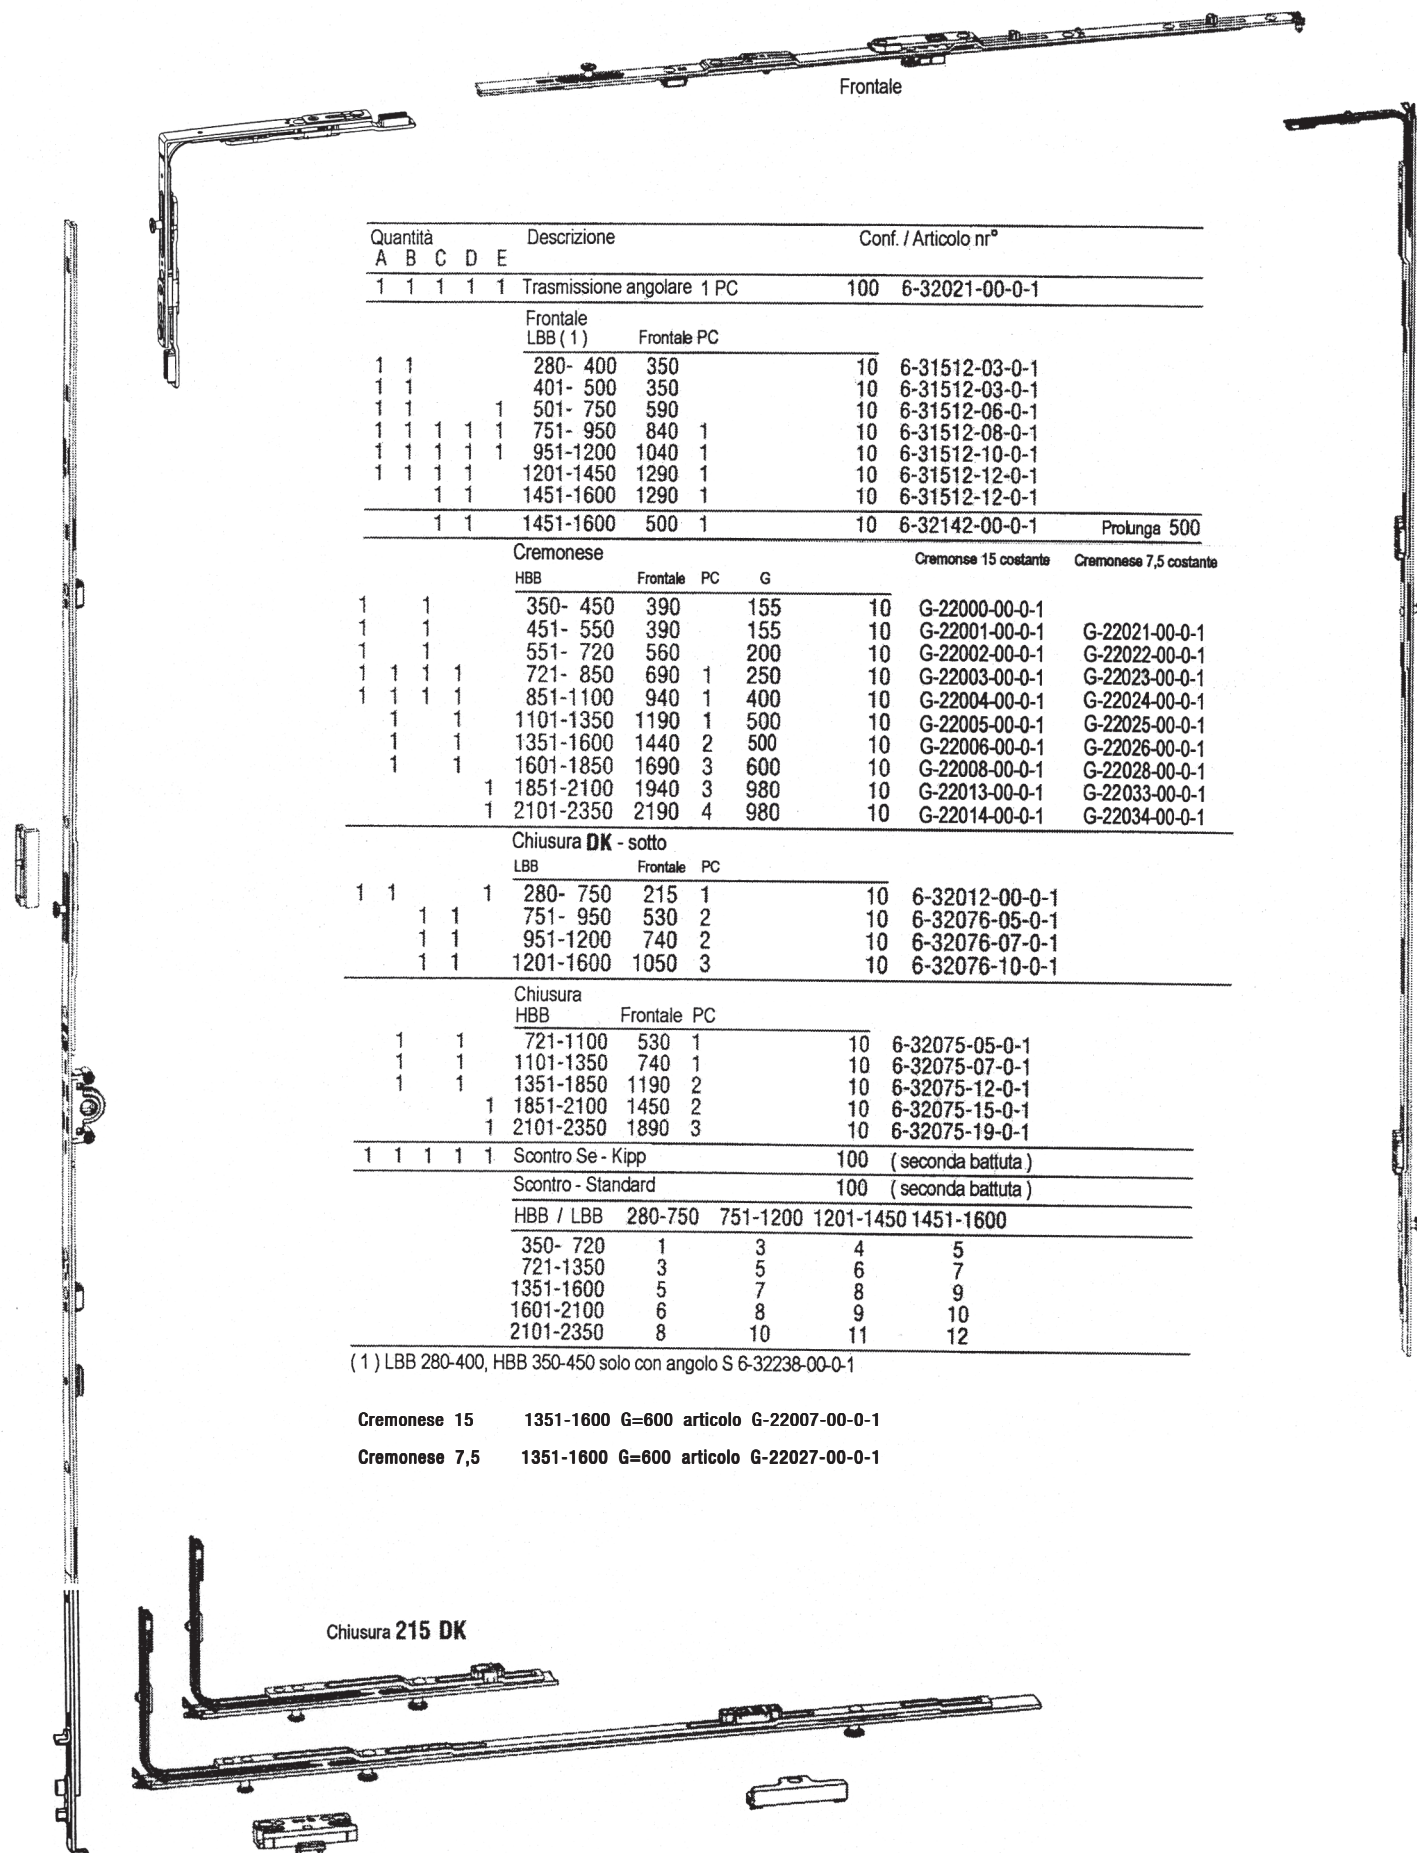 Frontale
Quantità Descrizione Conf. / Articolo nr°
A B C D E
1 1 1 1 1 Trasmissione angolare 1 PC 100 6-32021-00-0-1
Frontale
LBB ( 1 ) Frontale PC
1 1 280- 400 350 10 6-31512-03-0-1
1 1 401- 500 350 10 6-31512-03-0-1
1 1 1 501- 750 590 10 6-31512-06-0-1
1 1 1 1 1 751- 950 840 1 10 6-31512-08-0-1
1 1 1 1 1 951-1200 1040 1 10 6-31512-10-0-1
1 1 1 1 1201-1450 1290 1 10 6-31512-12-0-1
1 1 1451-1600 1290 1 10 6-31512-12-0-1
1 1 1451-1600 500 1 10 6-32142-00-0-1 Prolunga 500
Cremonese Cremonse 15 costante Cremonese 7,5 costante
HBB Frontale PC G
1 1 350- 450 390 155 10 G-22000-00-0-1
1 1 451- 550 390 155 10 G-22001-00-0-1 G-22021-00-0-1
1 1 551- 720 560 200 10 G-22002-00-0-1 G-22022-00-0-1
1 1 1 1 721- 850 690 1 250 10 G-22003-00-0-1 G-22023-00-0-1
1 1 1 1 851-1100 940 1 400 10 G-22004-00-0-1 G-22024-00-0-1
1 1 1101-1350 1190 1 500 10 G-22005-00-0-1 G-22025-00-0-1
1 1 1351-1600 1440 2 500 10 G-22006-00-0-1 G-22026-00-0-1
1 1 1601-1850 1690 3 600 10 G-22008-00-0-1 G-22028-00-0-1
1 1851-2100 1940 3 980 10 G-22013-00-0-1 G-22033-00-0-1
1 2101-2350 2190 4 980 10 G-22014-00-0-1 G-22034-00-0-1
Chiusura DK - sotto
LBB Frontale PC
1 1 1 280- 750 215 1 10 6-32012-00-0-1
1 1 751- 950 530 2 10 6-32076-05-0-1
1 1 951-1200 740 2 10 6-32076-07-0-1
1 1 1201-1600 1050 3 10 6-32076-10-0-1
Chiusura
HBB Frontale PC
1 1 721-1100 530 1 10 6-32075-05-0-1
1 1 1101-1350 740 1 10 6-32075-07-0-1
1 1 1351-1850 1190 2 10 6-32075-12-0-1
1 1851-2100 1450 2 10 6-32075-15-0-1
1 2101-2350 1890 3 10 6-32075-19-0-1
1 1 1 1 1 Scontro Se - Kipp 100 ( seconda battuta )
Scontro - Standard 100 ( seconda battuta )
HBB / LBB 280-750 751-1200 1201-1450 1451-1600
350- 720 1 3 4 5
721-1350 3 5 6 7
1351-1600 5 7 8 9
1601-2100 6 8 9 10
2101-2350 8 10 11 12
( 1 ) LBB 280-400, HBB 350-450 solo con angolo S 6-32238-00-0-1
Cremonese 15 1351-1600 G=600 articolo G-22007-00-0-1
Cremonese 7,5 1351-1600 G=600 articolo G-22027-00-0-1
Chiusura 215 DK